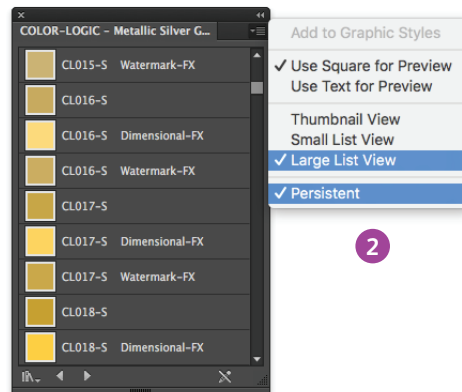 COLOR-LOGIC - Metallic Silver G...
CL015-S Watermark-FX
CL016-S
CL016-S Dimensional-FX
CL016-S Watermark-FX
CL017-S
CL017-S Dimensional-FX
CL017-S Watermark-FX
CL018-S
CL018-S Dimensional-FX
Add to Graphic Styles
✓ Use Square for Preview
Use Text for Preview
Thumbnail View
Small List View
✓ Large List View
✓ Persistent
2